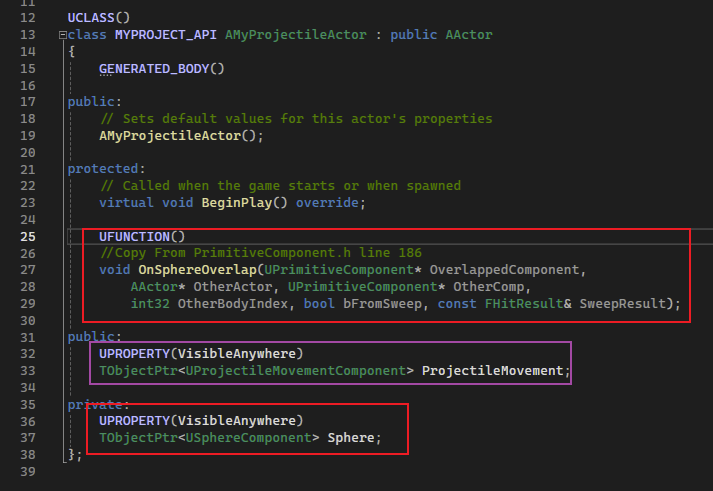 11
12 UCLASS()
13 class MYPROJECT_API AMyProjectileActor : public AActor
14 {
15 GENERATED_BODY()
16
17 public:
18 // Sets default values for this actor's properties
19 AMyProjectileActor();
20
21 protected:
22 // Called when the game starts or when spawned
23 virtual void BeginPlay() override;
24
25 UFUNCTION()
26 //Copy From PrimitiveComponent.h line 186
27 void OnSphereOverlap(UPrimitiveComponent* OverlappedComponent,
28 AActor* OtherActor, UPrimitiveComponent* OtherComp,
29 int32 OtherBodyIndex, bool bFromSweep, const FHitResult& SweepResult);
30
31 public:
32 UPROPERTY(VisibleAnywhere)
33 TObjectPtr<UProjectileMovementComponent> ProjectileMovement;
34
35 private:
36 UPROPERTY(VisibleAnywhere)
37 TObjectPtr<USphereComponent> Sphere;
38 };
39